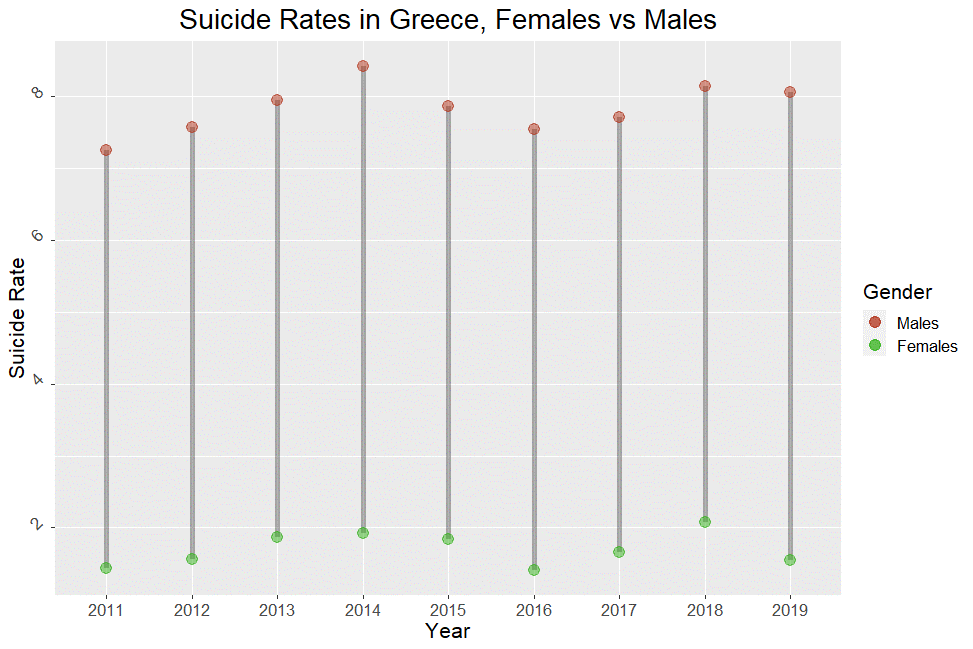 Suicide Rates in Greece, Females vs Males
Suicide Rate
8
6
4
2
2011 2012 2013 2014 2015 2016 2017 2018 2019
Year
Gender
Males
Females